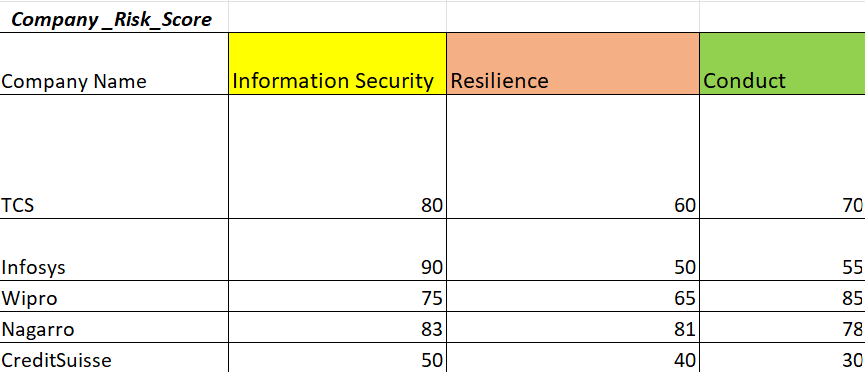 Company _Risk_Score
Company Name Information Security Resilience Conduct
TCS 80 60 70
Infosys 90 50 55
Wipro 75 65 85
Nagarro 83 81 78
CreditSuisse 50 40 30